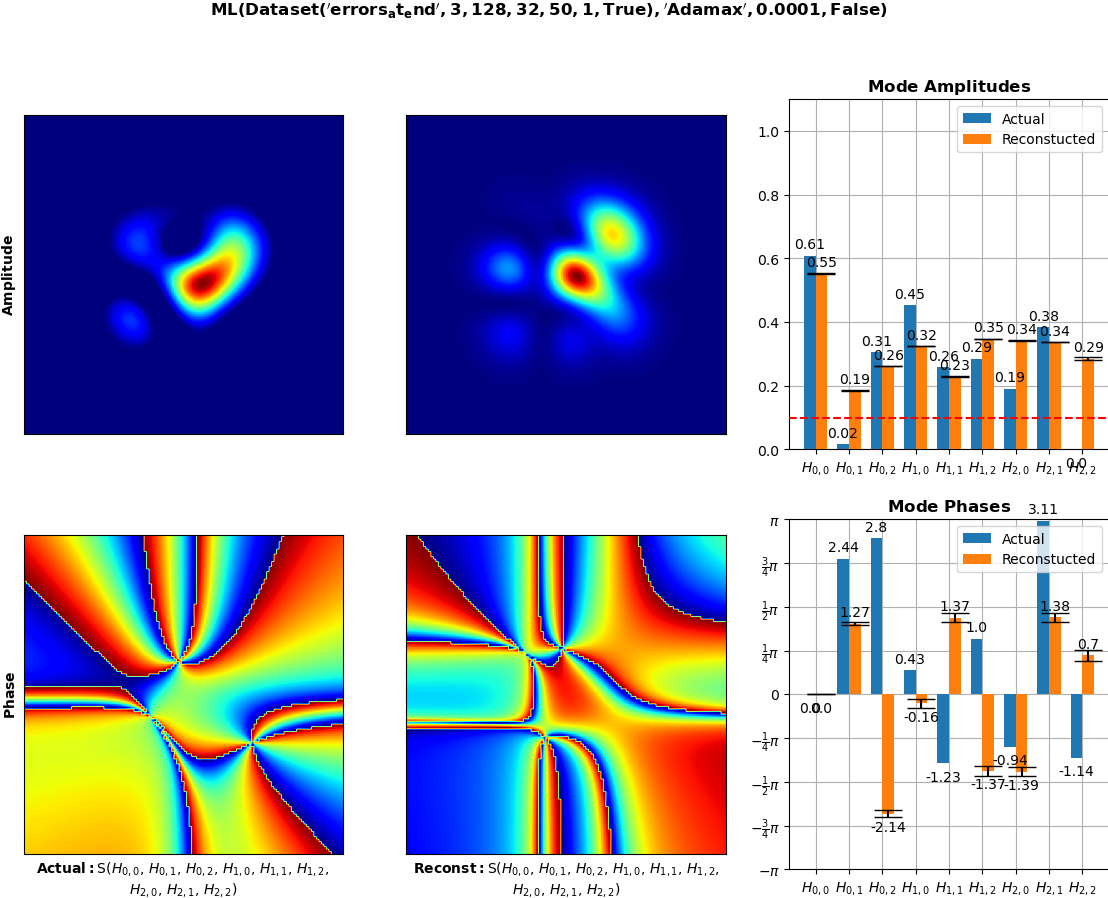 ML(Dataset('errors_at_end', 3, 128, 32, 50, 1, True), 'Adamax', 0.0001, False)
Amplitude
Mode Amplitudes
Actual
Reconstucted
1.0
0.8
0.6
0.4
0.2
0.0
0.61
0.55
0.02
0.19
0.31
0.26
0.45
0.32
0.26
0.23
0.29
0.35
0.19
0.34
0.38
0.34
0.0
0.29
H0,0 H0,1 H0,2 H1,0 H1,1 H1,2 H2,0 H2,1 H2,2
Phase
Actual: S(H0,0, H0,1, H0,2, H1,0, H1,1, H1,2,
H2,0, H2,1, H2,2)
Reconst: S(H0,0, H0,1, H0,2, H1,0, H1,1, H1,2,
H2,0, H2,1, H2,2)
Mode Phases
Actual
Reconstucted
π
3/4π
1/2π
1/4π
0
−1/4π
−1/2π
−3/4π
−π
0.0
0.0
2.44
1.27
2.8
-2.14
0.43
-0.16
-1.23
1.37
1.0
-1.37
-0.94
-1.39
3.11
1.38
-1.14
0.7
H0,0 H0,1 H0,2 H1,0 H1,1 H1,2 H2,0 H2,1 H2,2